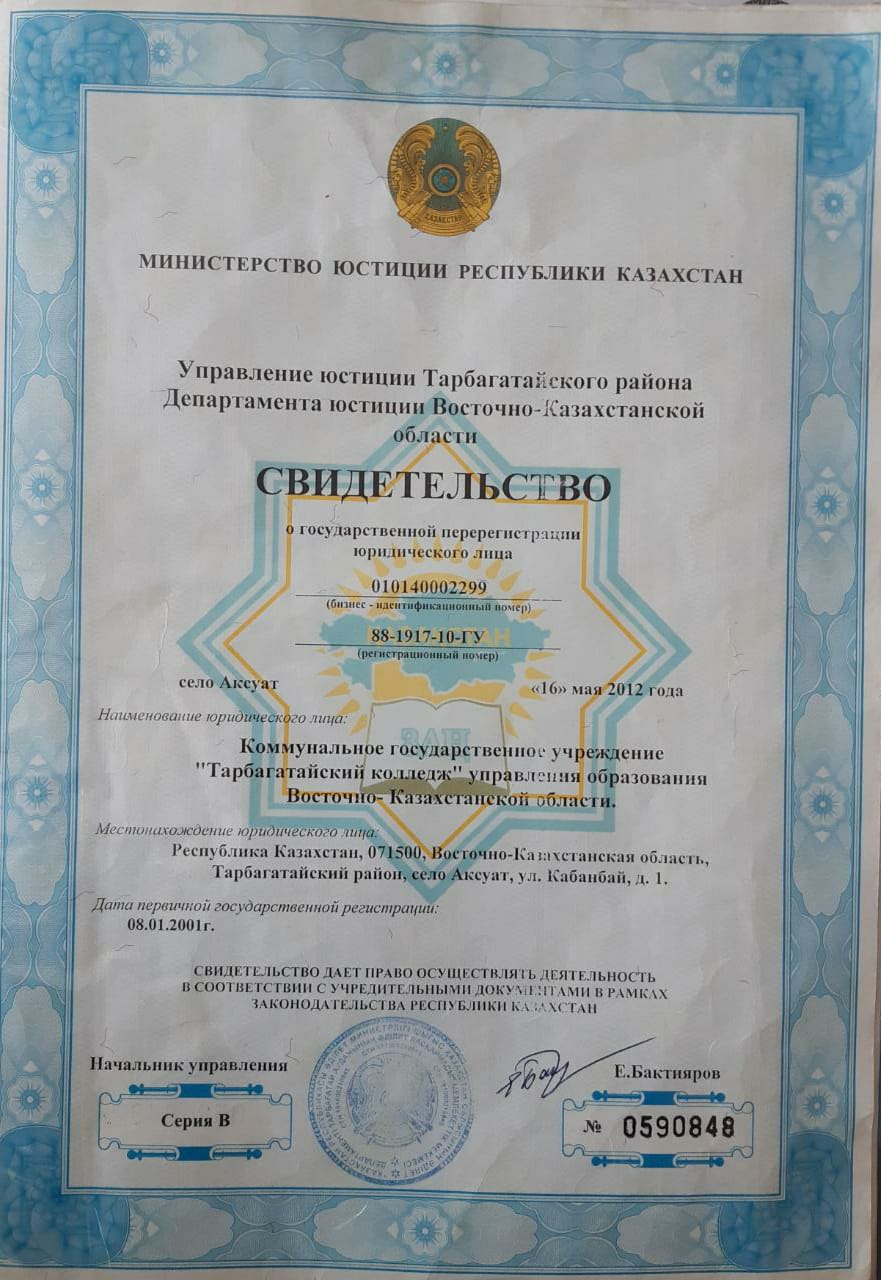 ҚАЗАҚСТАН
МИНИСТЕРСТВО ЮСТИЦИИ РЕСПУБЛИКИ КАЗАХСТАН
Управление юстиции Тарбагатайского района
Департамента юстиции Восточно-Казахстанской
области
СВИДЕТЕЛЬСТВО
о государственной перерегистрации
юридического лица
010140002299
(бизнес - идентификационный номер)
88-1917-10-ГУ
(регистрационный номер)
село Аксуат «16» мая 2012 года
Наименование юридического лица:
ЗАҢ
Коммунальное государственное учреждение
"Тарбагатайский колледж" управления образования
Восточно- Казахстанской области.
Местонахождение юридического лица:
Республика Казахстан, 071500, Восточно-Казахстанская область,
Тарбагатайский район, село Аксуат, ул. Кабанбай, д. 1.
Дата первичной государственной регистрации:
08.01.2001г.
СВИДЕТЕЛЬСТВО ДАЕТ ПРАВО ОСУЩЕСТВЛЯТЬ ДЕЯТЕЛЬНОСТЬ
В СООТВЕТСТВИИ С УЧРЕДИТЕЛЬНЫМИ ДОКУМЕНТАМИ В РАМКАХ
ЗАКОНОДАТЕЛЬСТВА РЕСПУБЛИКИ КАЗАХСТАН
Начальник управления Е.Бактияров
Серия В № 0590848